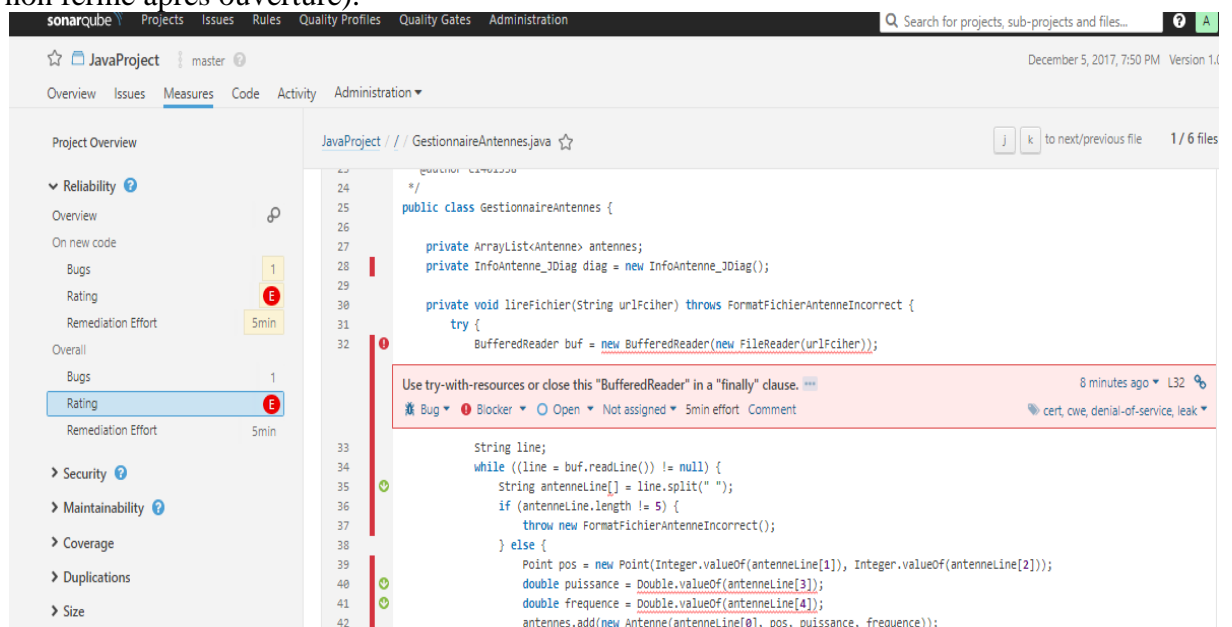 non fermé après ouverture).
sonarqube Projects Issues Rules Quality Profiles Quality Gates Administration Search for projects, sub-projects and files... ? A
JavaProject master ? December 5, 2017, 7:50 PM Version 1.0
Overview Issues Measures Code Activity Administration
Project Overview
JavaProject / / / GestionnaireAntennes.java j k to next/previous file 1 / 6 files
Reliability ?
Overview
On new code
Bugs 1
Rating E
Remediation Effort 5min
Overall
Bugs 1
Rating E
Remediation Effort 5min
Security ?
Maintainability ?
Coverage
Duplications
Size
23 @author
24 */
25 public class GestionnaireAntennes {
26
27 private ArrayList<Antenne> antennes;
28 private InfoAntenne_JDiag diag = new InfoAntenne_JDiag();
29
30 private void lireFichier(String urlFciher) throws FormatFichierAntenneIncorrect {
31 try {
32 BufferedReader buf = new BufferedReader(new FileReader(urlFciher));
Use try-with-resources or close this "BufferedReader" in a "finally" clause. ... 8 minutes ago L32
Bug Blocker Open Not assigned 5min effort Comment cert, cwe, denial-of-service, leak
33 String line;
34 while ((line = buf.readLine()) != null) {
35 String antenneLine[] = line.split(" ");
36 if (antenneLine.length != 5) {
37 throw new FormatFichierAntenneIncorrect();
38 } else {
39 Point pos = new Point(Integer.valueOf(antenneLine[1]), Integer.valueOf(antenneLine[2]));
40 double puissance = Double.valueOf(antenneLine[3]);
41 double frequence = Double.valueOf(antenneLine[4]);
42 antennes.add(new Antenne(antenneLine[0], pos, puissance, frequence));